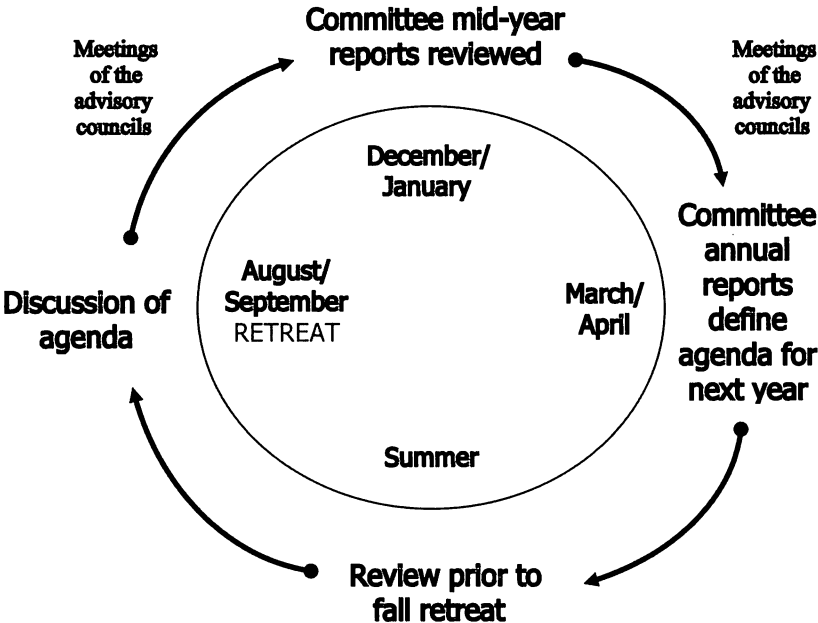 Committee mid-year
reports reviewed
Meetings
of the
advisory
councils
Meetings
of the
advisory
councils
December/
January
Committee
annual
reports
define
agenda for
next year
August/
September
RETREAT
March/
April
Discussion of
agenda
Summer
Review prior to
fall retreat